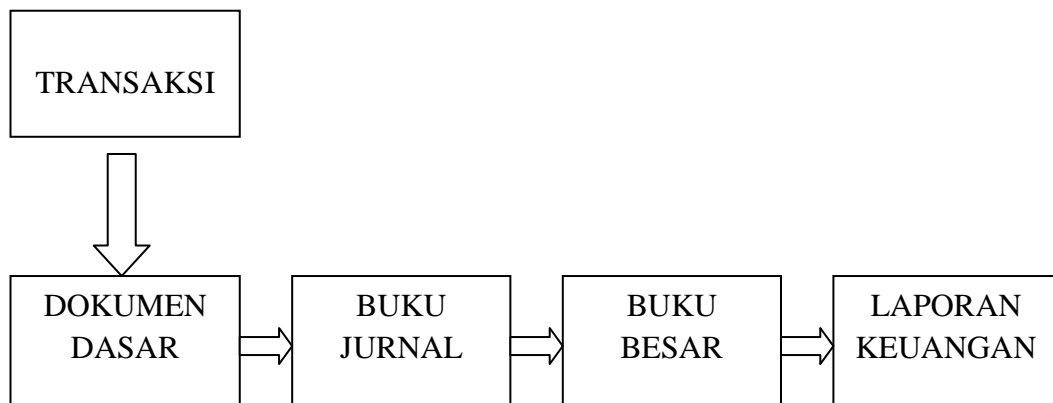 TRANSAKSI
DOKUMEN
DASAR
BUKU
JURNAL
BUKU
BESAR
LAPORAN
KEUANGAN